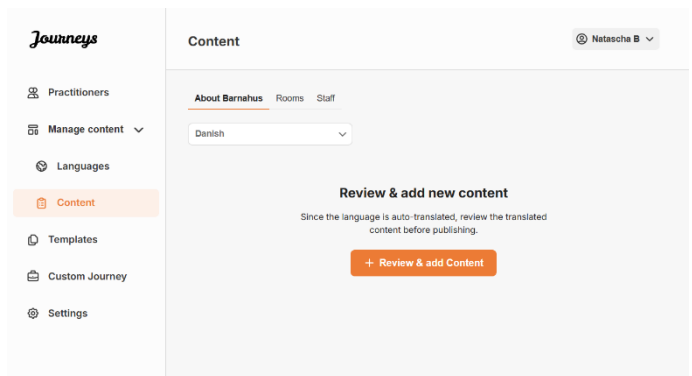 Journeys
Content
Natascha B
Practitioners
Manage content
Languages
Content
Templates
Custom Journey
Settings
About Barnahus Rooms Staff
Danish
Review & add new content
Since the language is auto-translated, review the translated
content before publishing.
+ Review & add Content